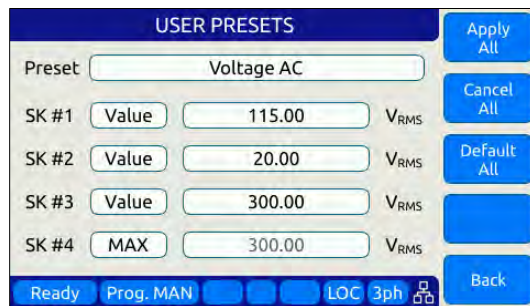 USER PRESETS
Apply All
Preset Voltage AC
Cancel All
SK #1 Value 115.00 VRMS
SK #2 Value 20.00 VRMS
Default All
SK #3 Value 300.00 VRMS
SK #4 MAX 300.00 VRMS
Back
Ready Prog. MAN LOC 3ph